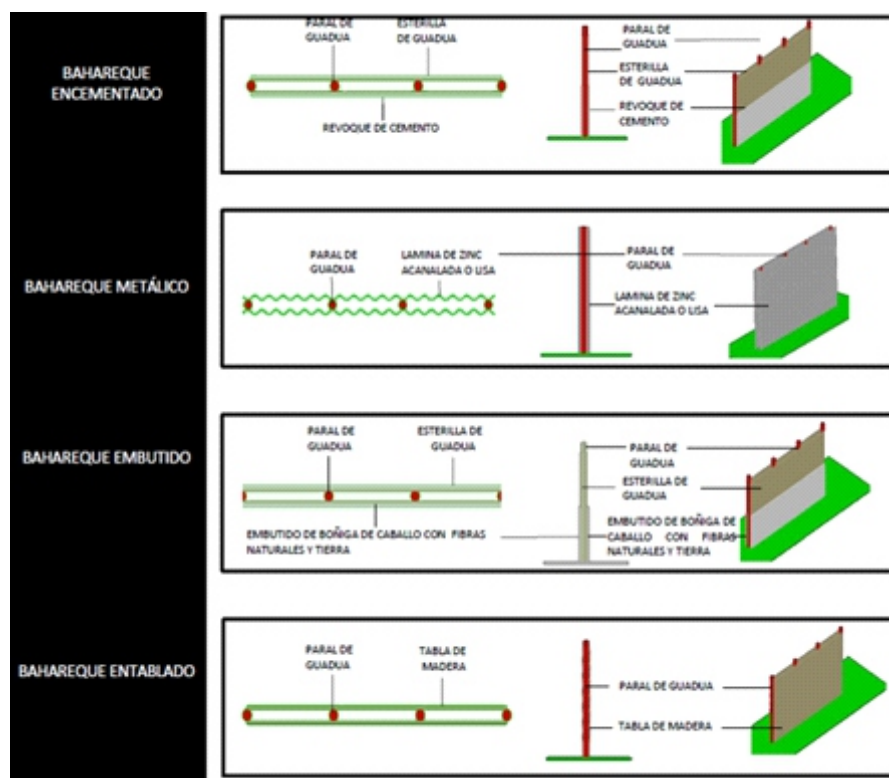 BAHAREQUE
ENCEMENTADO
PARAL DE
GUADUA
ESTERILLA
DE GUADUA
REVOQUE DE CEMENTO
PARAL DE
GUADUA
ESTERILLA
DE GUADUA
REVOQUE DE
CEMENTO
BAHAREQUE METÁLICO
PARAL DE
GUADUA
LAMINA DE ZINC
ACANALADA O LISA
PARAL DE
GUADUA
LAMINA DE ZINC
ACANALADA O LISA
BAHAREQUE EMBUTIDO
PARAL DE
GUADUA
ESTERILLA DE
GUADUA
EMBUTIDO DE BOÑIGA DE CABALLO CON FIBRAS
NATURALES Y TIERRA
PARAL DE
GUADUA
ESTERILLA DE
GUADUA
EMBUTIDO DE BOÑIGA DE
CABALLO CON FIBRAS
NATURALES Y TIERRA
BAHAREQUE ENTABLADO
PARAL DE
GUADUA
TABLA DE
MADERA
PARAL DE GUADUA
TABLA DE MADERA